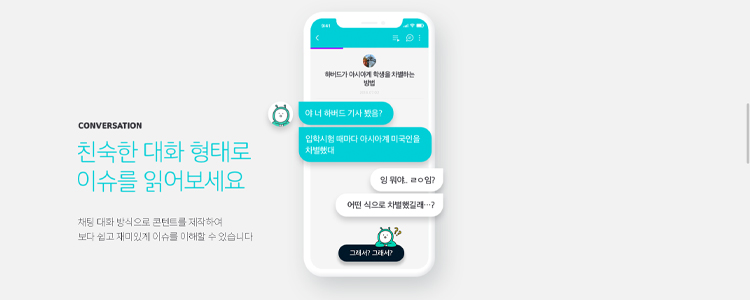 CONVERSATION
친숙한 대화 형태로
이슈를 읽어보세요
채팅 대화 방식으로 콘텐트를 제작하여
보다 쉽고 재미있게 이슈를 이해할 수 있습니다
9:41
하버드가 아시아계 학생을 차별하는
방법
야 너 하버드 기사 봤음?
입학시험 때마다 아시아계 미국인을
차별했대
잉 뭐야.. ㄹㅇ임?
어떤 식으로 차별했길래…?
그래서? 그래서?